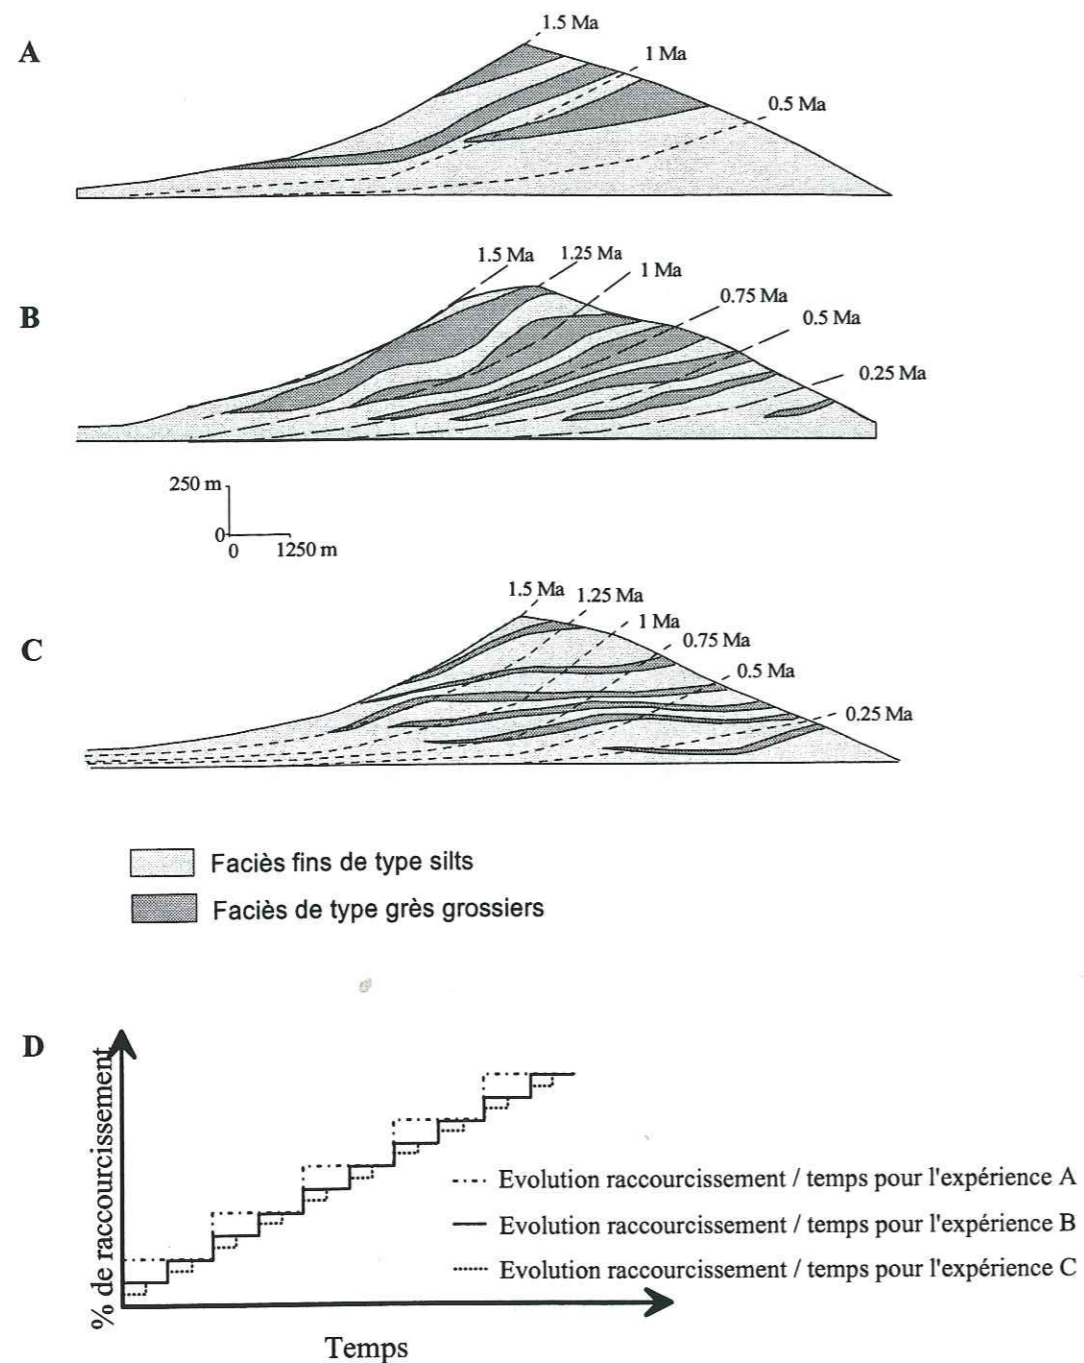 A
1.5 Ma
1 Ma
0.5 Ma
B
1.5 Ma
1.25 Ma
1 Ma
0.75 Ma
0.5 Ma
0.25 Ma
250 m
0
0
1250 m
C
1.5 Ma
1.25 Ma
1 Ma
0.75 Ma
0.5 Ma
0.25 Ma
Faciès fins de type silts
Faciès de type grès grossiers
D
% de raccourcissement
Evolution raccourcissement / temps pour l'expérience A
Evolution raccourcissement / temps pour l'expérience B
Evolution raccourcissement / temps pour l'expérience C
Temps